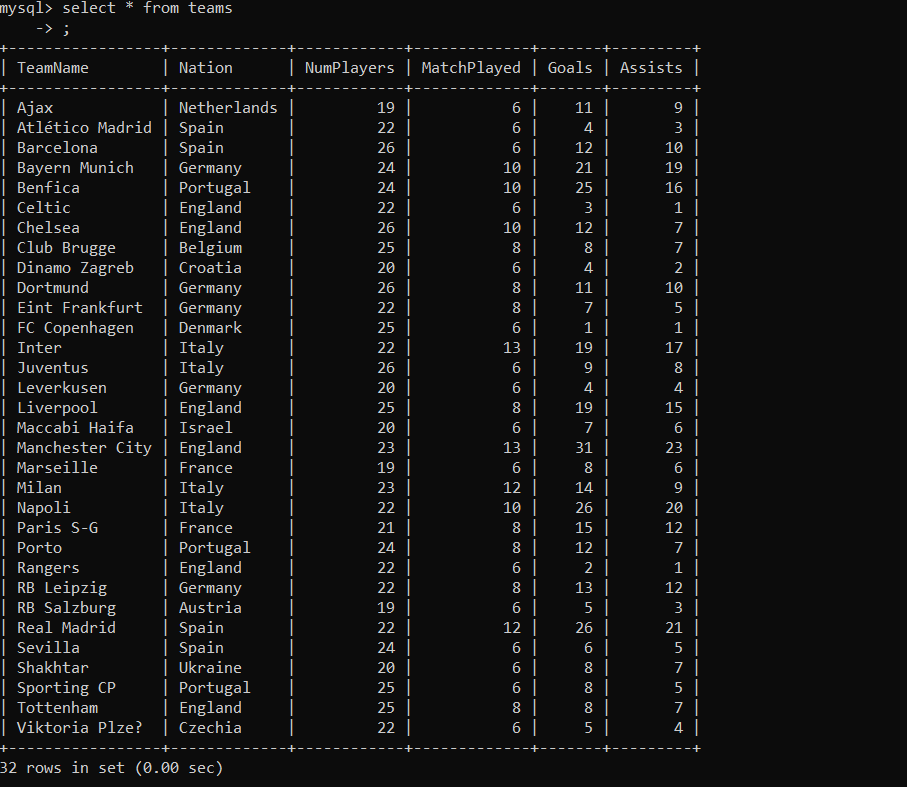 mysql> select * from teams
    -> ;
+-----------------+-------------+------------+-------------+-------+---------+
| TeamName        | Nation      | NumPlayers | MatchPlayed | Goals | Assists |
+-----------------+-------------+------------+-------------+-------+---------+
| Ajax            | Netherlands |         19 |           6 |    11 |       9 |
| Atlético Madrid | Spain       |         22 |           6 |     4 |       3 |
| Barcelona       | Spain       |         26 |           6 |    12 |      10 |
| Bayern Munich   | Germany     |         24 |          10 |    21 |      19 |
| Benfica         | Portugal    |         24 |          10 |    25 |      16 |
| Celtic          | England     |         22 |           6 |     3 |       1 |
| Chelsea         | England     |         26 |          10 |    12 |       7 |
| Club Brugge     | Belgium     |         25 |           8 |     8 |       7 |
| Dinamo Zagreb   | Croatia     |         20 |           6 |     4 |       2 |
| Dortmund        | Germany     |         26 |           8 |    11 |      10 |
| Eint Frankfurt  | Germany     |         22 |           8 |     7 |       5 |
| FC Copenhagen   | Denmark     |         25 |           6 |     1 |       1 |
| Inter           | Italy       |         22 |          13 |    19 |      17 |
| Juventus        | Italy       |         26 |           6 |     9 |       8 |
| Leverkusen      | Germany     |         20 |           6 |     4 |       4 |
| Liverpool       | England     |         25 |           8 |    19 |      15 |
| Maccabi Haifa   | Israel      |         20 |           6 |     7 |       6 |
| Manchester City | England     |         23 |          13 |    31 |      23 |
| Marseille       | France      |         19 |           6 |     8 |       6 |
| Milan           | Italy       |         23 |          12 |    14 |       9 |
| Napoli          | Italy       |         22 |          10 |    26 |      20 |
| Paris S-G       | France      |         21 |           8 |    15 |      12 |
| Porto           | Portugal    |         24 |           8 |    12 |       7 |
| Rangers         | England     |         22 |           6 |     2 |       1 |
| RB Leipzig      | Germany     |         22 |           8 |    13 |      12 |
| RB Salzburg     | Austria     |         19 |           6 |     5 |       3 |
| Real Madrid     | Spain       |         22 |          12 |    26 |      21 |
| Sevilla         | Spain       |         24 |           6 |     6 |       5 |
| Shakhtar        | Ukraine     |         20 |           6 |     8 |       7 |
| Sporting CP     | Portugal    |         25 |           6 |     8 |       5 |
| Tottenham       | England     |         25 |           8 |     8 |       7 |
| Viktoria Plze?  | Czechia     |         22 |           6 |     5 |       4 |
+-----------------+-------------+------------+-------------+-------+---------+
32 rows in set (0.00 sec)